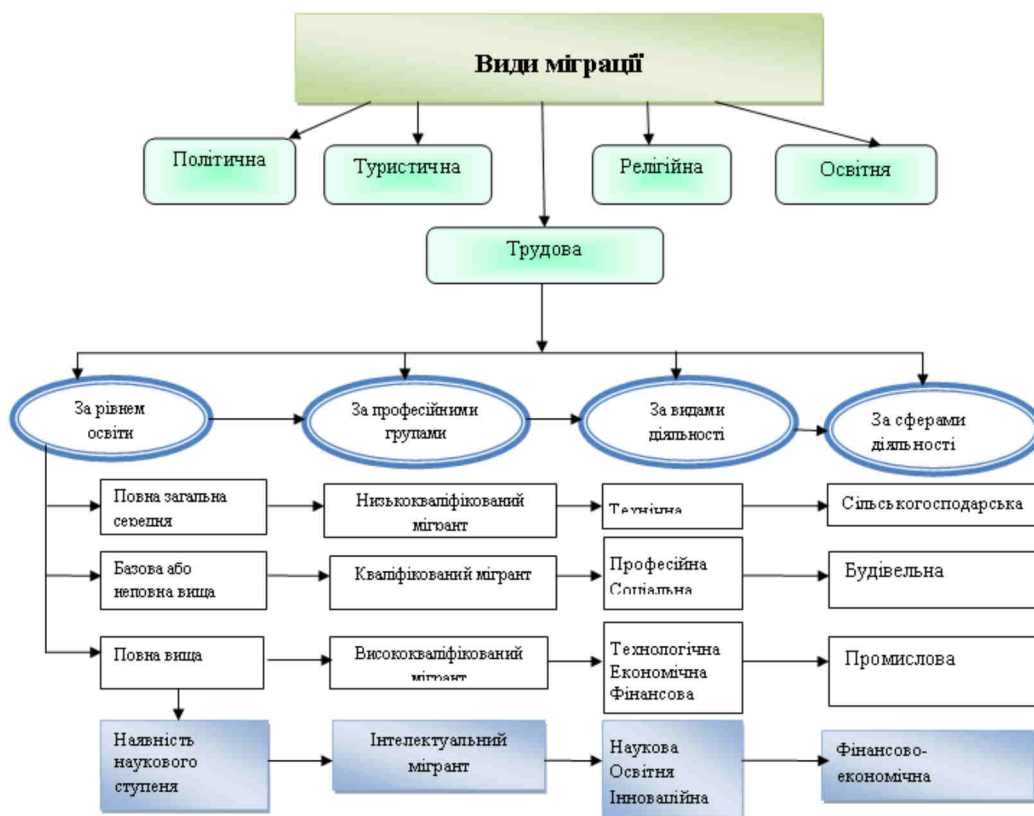 Види міграції
Політична
Туристична
Релігійна
Освітня
Трудова
За рівнем
освіти
За професійними
групами
За видами
діяльності
За сферами
діяльності
Повна загальна
середня
Низькокваліфікований
мігрант
Технічна
Сільськогосподарська
Базова або
неповна вища
Кваліфікований мігрант
Професійна
Соціальна
Будівельна
Повна вища
Висококваліфікований
мігрант
Технологічна
Економічна
Фінансова
Промислова
Наявність
наукового
ступеня
Інтелектуальний
мігрант
Наукова
Освітня
Інноваційна
Фінансово-
економічна